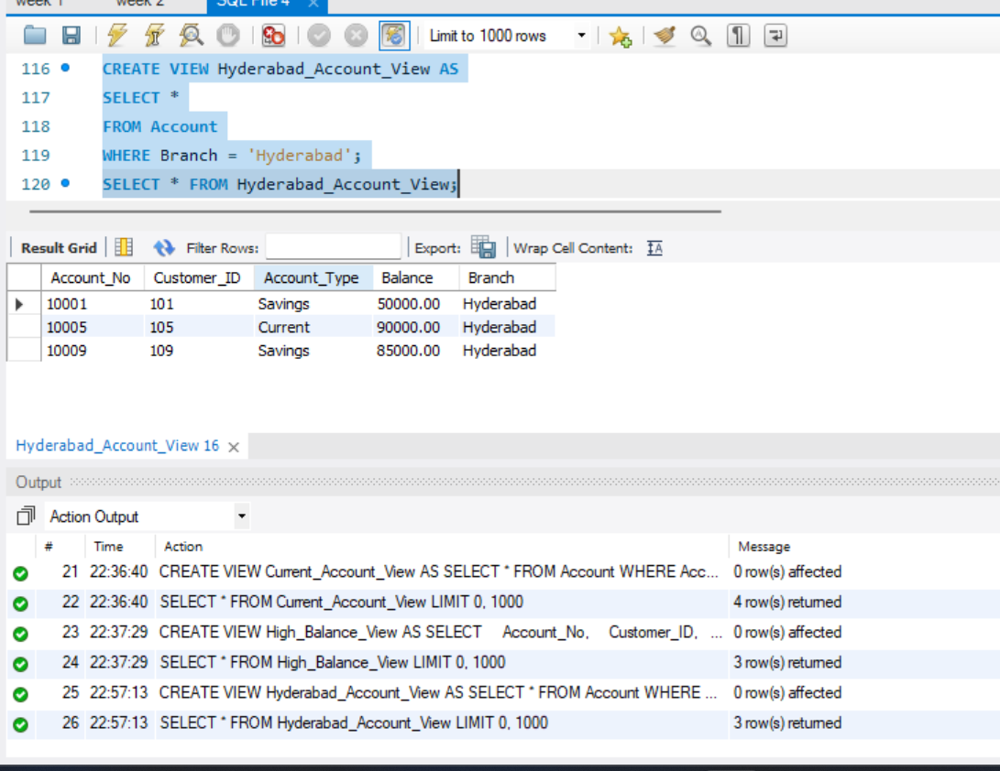 week 1 week 2 SQL File 4 ×
Limit to 1000 rows
116 CREATE VIEW Hyderabad_Account_View AS
117 SELECT *
118 FROM Account
119 WHERE Branch = 'Hyderabad';
120 SELECT * FROM Hyderabad_Account_View;
Result Grid Filter Rows: Export: Wrap Cell Content: IA
Account_No Customer_ID Account_Type Balance Branch
10001 101 Savings 50000.00 Hyderabad
10005 105 Current 90000.00 Hyderabad
10009 109 Savings 85000.00 Hyderabad
Hyderabad_Account_View 16 ×
Output
Action Output
# Time Action Message
21 22:36:40 CREATE VIEW Current_Account_View AS SELECT * FROM Account WHERE Acc... 0 row(s) affected
22 22:36:40 SELECT * FROM Current_Account_View LIMIT 0, 1000 4 row(s) returned
23 22:37:29 CREATE VIEW High_Balance_View AS SELECT Account_No, Customer_ID, ... 0 row(s) affected
24 22:37:29 SELECT * FROM High_Balance_View LIMIT 0, 1000 3 row(s) returned
25 22:57:13 CREATE VIEW Hyderabad_Account_View AS SELECT * FROM Account WHERE ... 0 row(s) affected
26 22:57:13 SELECT * FROM Hyderabad_Account_View LIMIT 0, 1000 3 row(s) returned